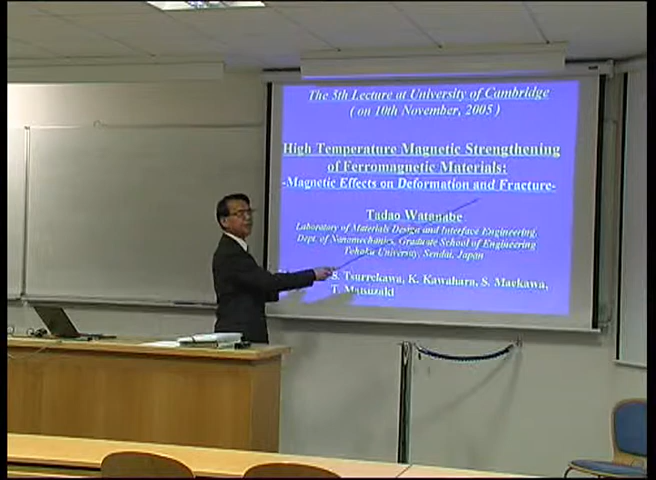 The 5th Lecture at University of Cambridge
( on 10th November, 2005 )
High Temperature Magnetic Strengthening
of Ferromagnetic Materials:
-Magnetic Effects on Deformation and Fracture-
Tadao Watanabe
Laboratory of Materials Design and Interface Engineering,
Dept. of Nanomechanics, Graduate School of Engineering
Tohoku University, Sendai, Japan
S. Tsurekawa, K. Kawahara, S. Maekawa,
T. Matsuzaki